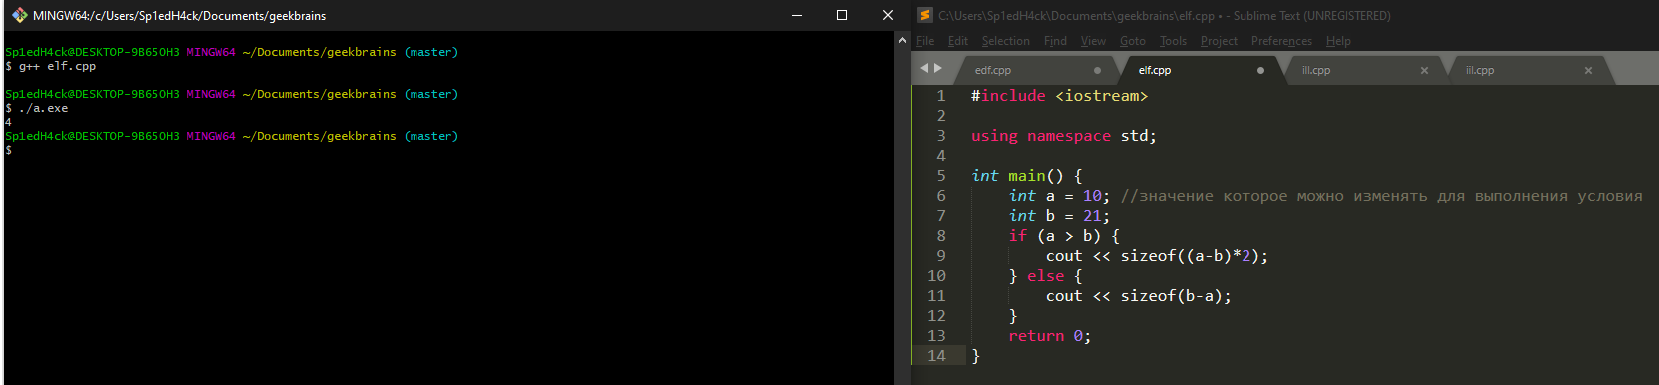 MINGW64:/c/Users/Sp1edH4ck/Documents/geekbrains
Sp1edH4ck@DESKTOP-9B65OH3 MINGW64 ~/Documents/geekbrains (master)
$ g++ elf.cpp
Sp1edH4ck@DESKTOP-9B65OH3 MINGW64 ~/Documents/geekbrains (master)
$ ./a.exe
4
Sp1edH4ck@DESKTOP-9B65OH3 MINGW64 ~/Documents/geekbrains (master)
$
C:\Users\Sp1edH4ck\Documents\geekbrains\elf.cpp • - Sublime Text (UNREGISTERED)
File Edit Selection Find View Goto Tools Project Preferences Help
edf.cpp elf.cpp ill.cpp iil.cpp
1 #include <iostream>
2
3 using namespace std;
4
5 int main() {
6 int a = 10; //значение которое можно изменять для выполнения условия
7 int b = 21;
8 if (a > b) {
9 cout << sizeof((a-b)*2);
10 } else {
11 cout << sizeof(b-a);
12 }
13 return 0;
14 }